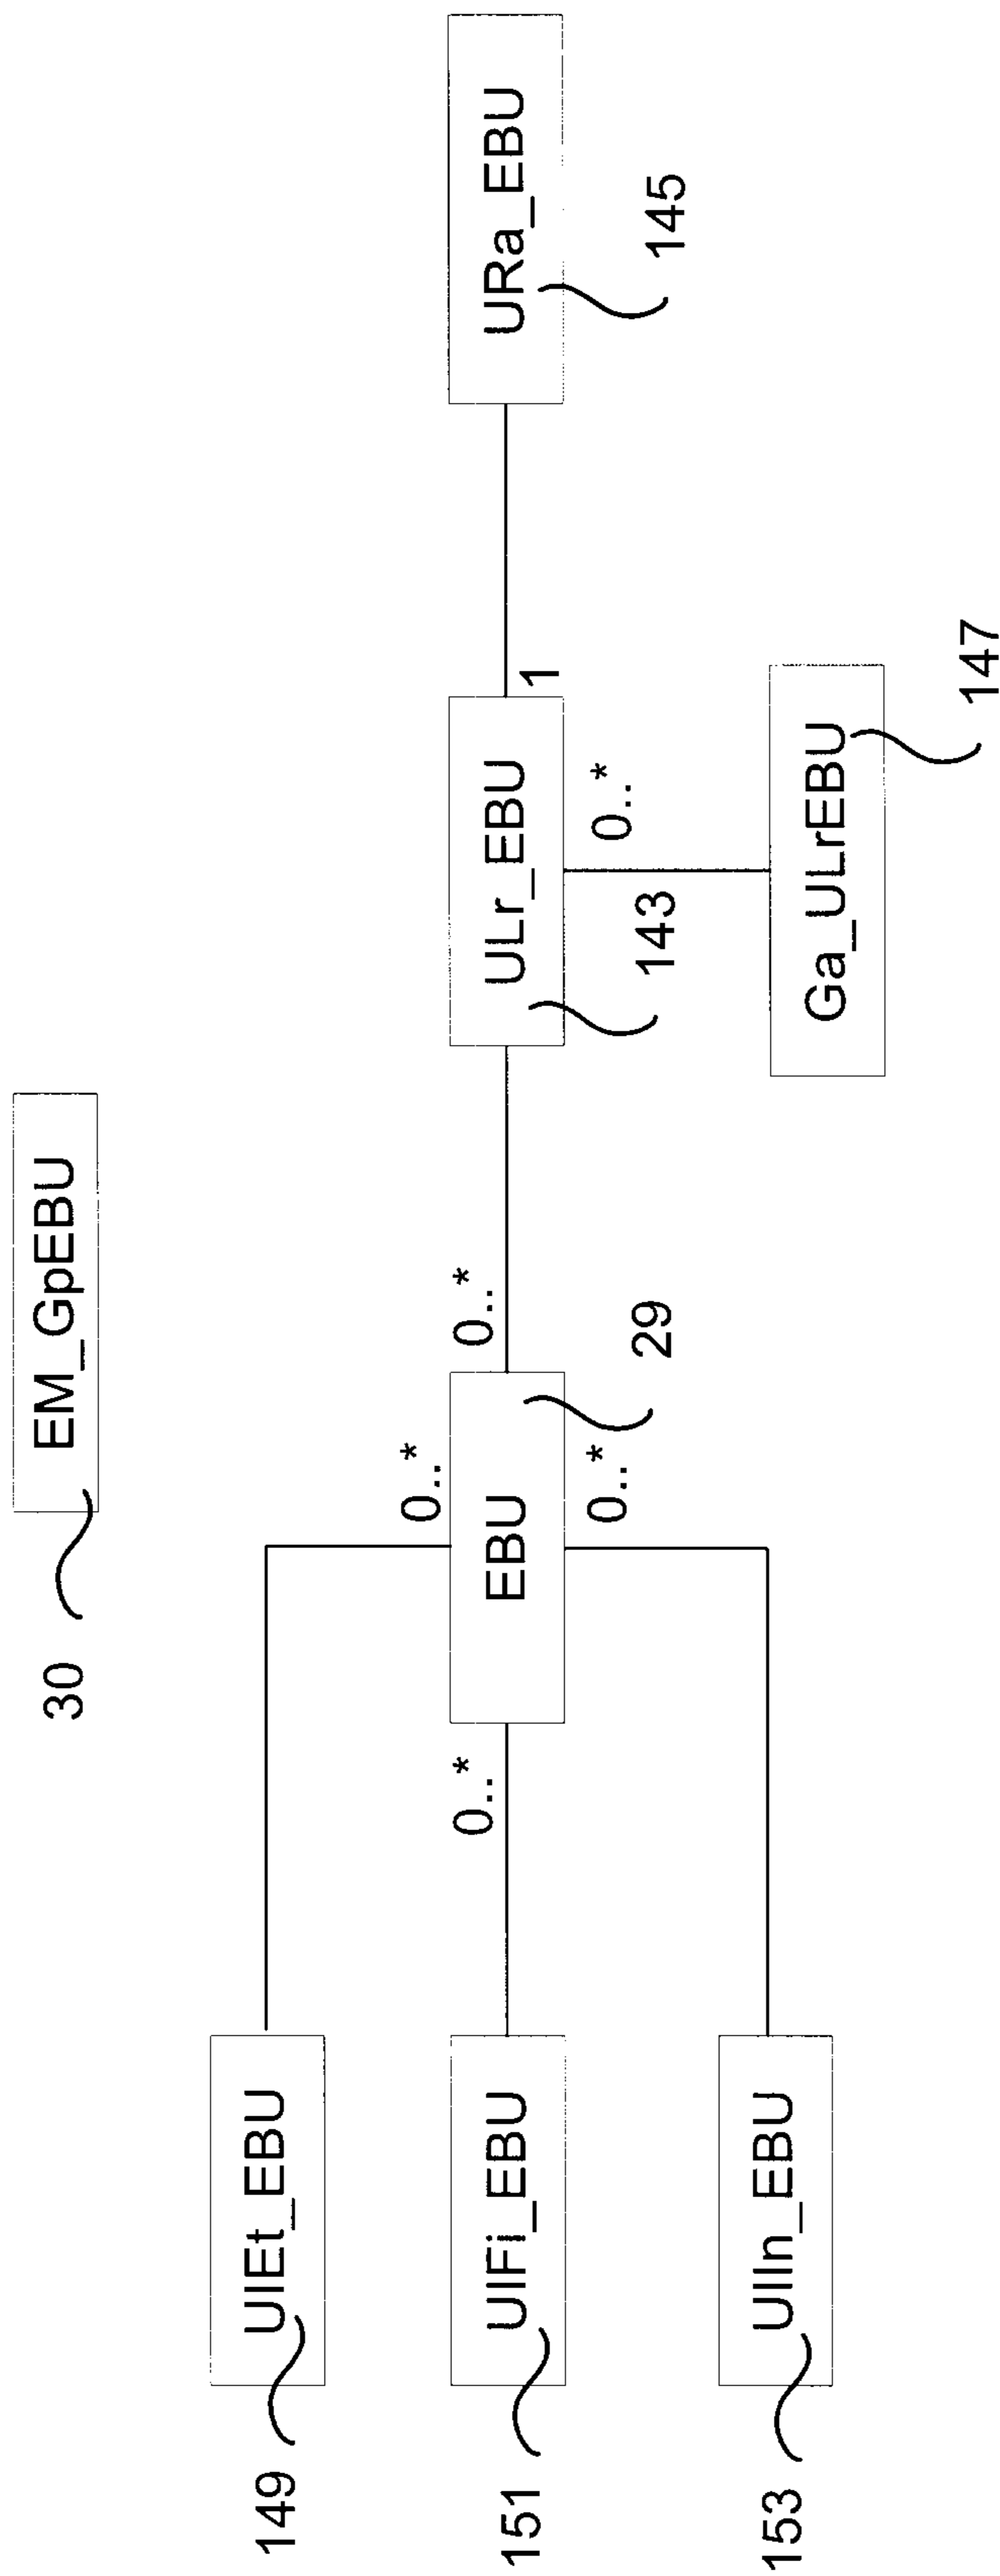 30
EM_GpEBU
149
UIEt_EBU
0..*
151
UIFi_EBU
0..*
EBU
0..*
ULr_EBU
1
URa_EBU
0..*
29
143
0..*
145
153
UIIn_EBU
Ga_ULrEBU
147